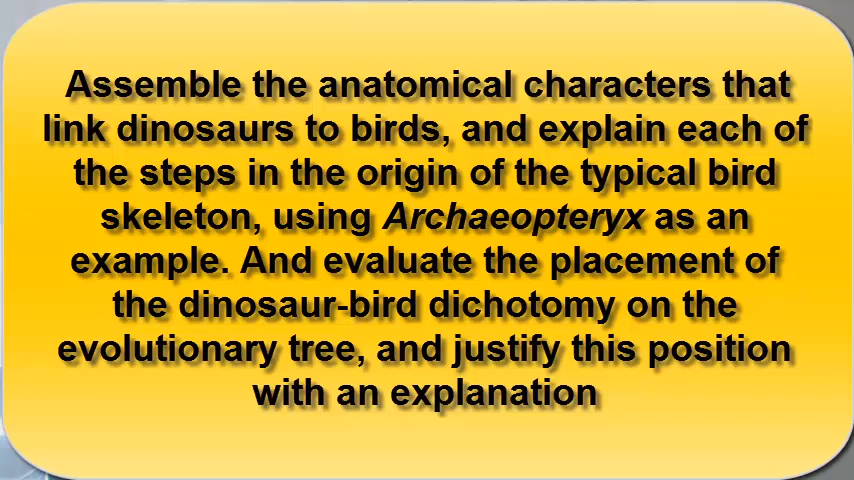 Assemble the anatomical characters that
link dinosaurs to birds, and explain each of
the steps in the origin of the typical bird
skeleton, using Archaeopteryx as an
example. And evaluate the placement of
the dinosaur-bird dichotomy on the
evolutionary tree, and justify this position
with an explanation